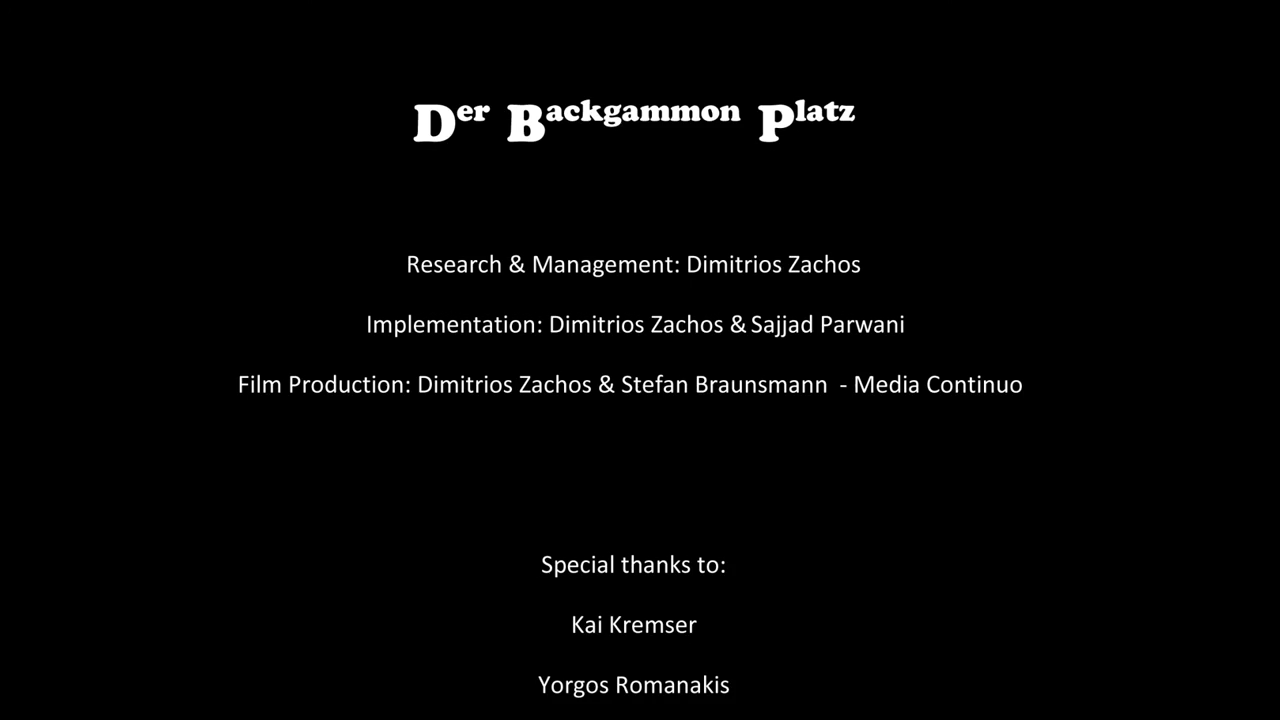 Der Backgammon Platz
Research & Management: Dimitrios Zachos
Implementation: Dimitrios Zachos & Sajjad Parwani
Film Production: Dimitrios Zachos & Stefan Braunsmann - Media Continuo
Special thanks to:
Kai Kremser
Yorgos Romanakis